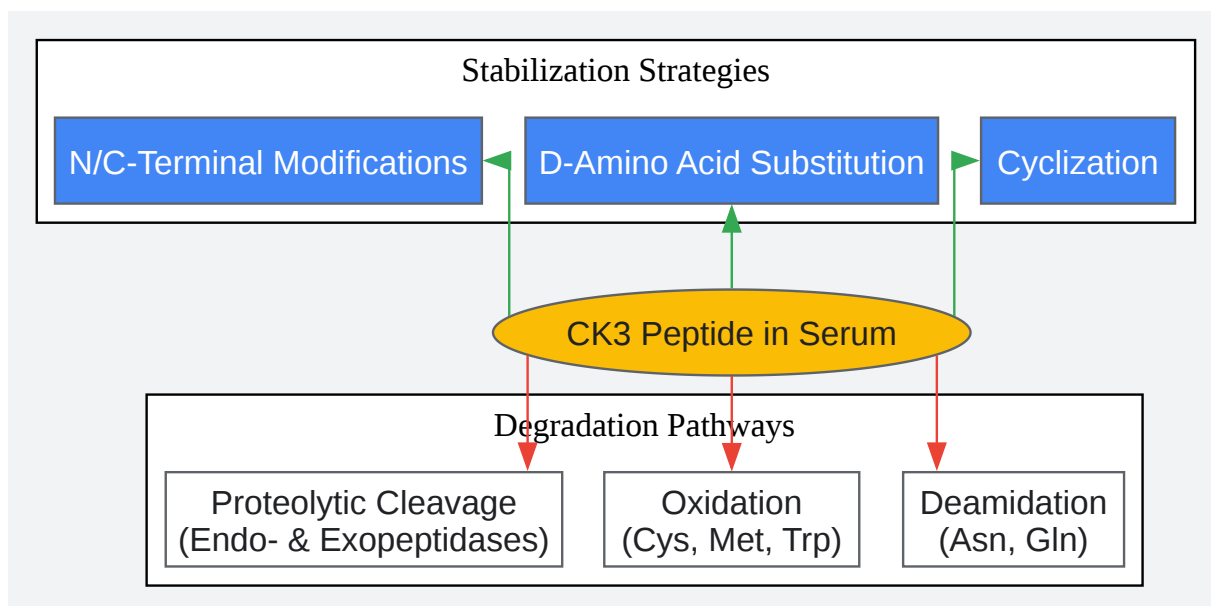 Stabilization Strategies
N/C-Terminal Modifications
D-Amino Acid Substitution
Cyclization
CK3 Peptide in Serum
Degradation Pathways
Proteolytic Cleavage
(Endo- & Exopeptidases)
Oxidation
(Cys, Met, Trp)
Deamidation
(Asn, Gln)